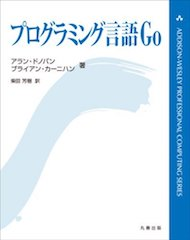 プログラミング言語Go
アラン・ドノバン
ブライアン・カーニハン
著
柴田 芳樹 訳
ADDISON-WESLEY PROFESSIONAL COMPUTING SERIES
丸善出版